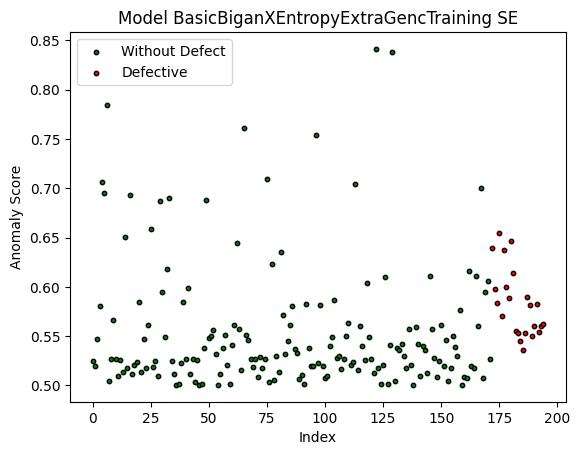 Model BasicBiganXEntropyExtraGencTraining SE
Without Defect
Defective
Anomaly Score
0.85
0.80
0.75
0.70
0.65
0.60
0.55
0.50
0 25 50 75 100 125 150 175 200
Index